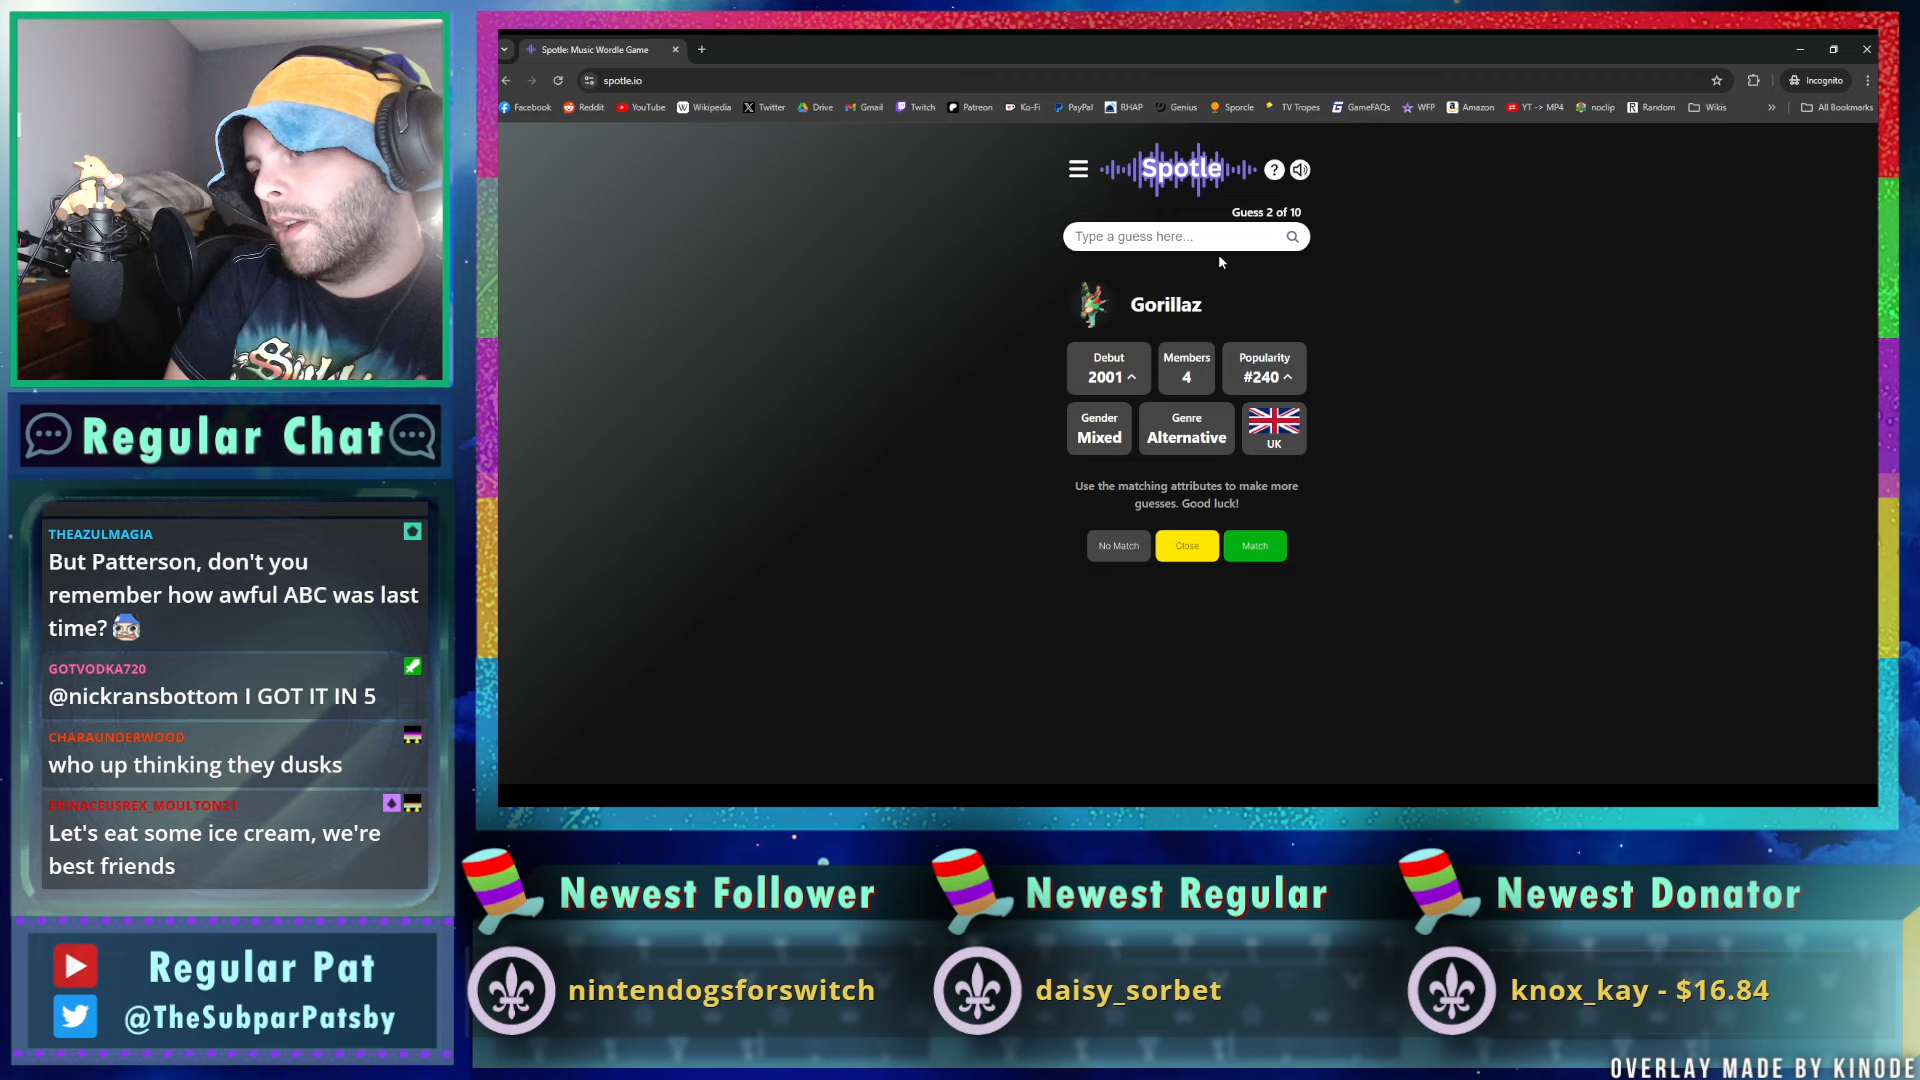 Spotle: Music Wordle Game
spotle.io
Incognito
Facebook Reddit YouTube Wikipedia Twitter Drive Gmail Twitch Patreon Ko-Fi PayPal RHAP Genius Sporcle TV Tropes GameFAQs WFP Amazon YT -> MP4 noclip Random Wikis » All Bookmarks
Spotle
?
Guess 2 of 10
Type a guess here...
Gorillaz
Debut Members Popularity
2001 4 #240
Gender Genre
Mixed Alternative UK
Use the matching attributes to make more
guesses. Good luck!
No Match Close Match
Regular Chat
THEAZULMAGIA
But Patterson, don't you
remember how awful ABC was last
time?
GOTVODKA720
@nickransbottom I GOT IT IN 5
CHARAUNDERWOOD
who up thinking they dusks
ERINACEUSREX_MOULTON21
Let's eat some ice cream, we're
best friends
Regular Pat
@TheSubparPatsby
Newest Follower
nintendogsforswitch
Newest Regular
daisy_sorbet
Newest Donator
knox_kay - $16.84
OVERLAY MADE BY KINODE